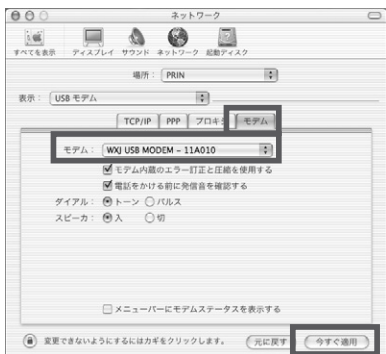 ネットワーク
すべてを表示 ディスプレイ サウンド ネットワーク 起動ディスク
場所： PRIN
表示： USB モデム
TCP/IP PPP プロキシ モデム
モデム： WXJ USB MODEM - 11A010
モデム内蔵のエラー訂正と圧縮を使用する
電話をかける前に発信音を確認する
ダイアル： トーン パルス
スピーカ： 入 切
メニューバーにモデムステータスを表示する
変更できないようにするにはカギをクリックします。 元に戻す 今すぐ適用